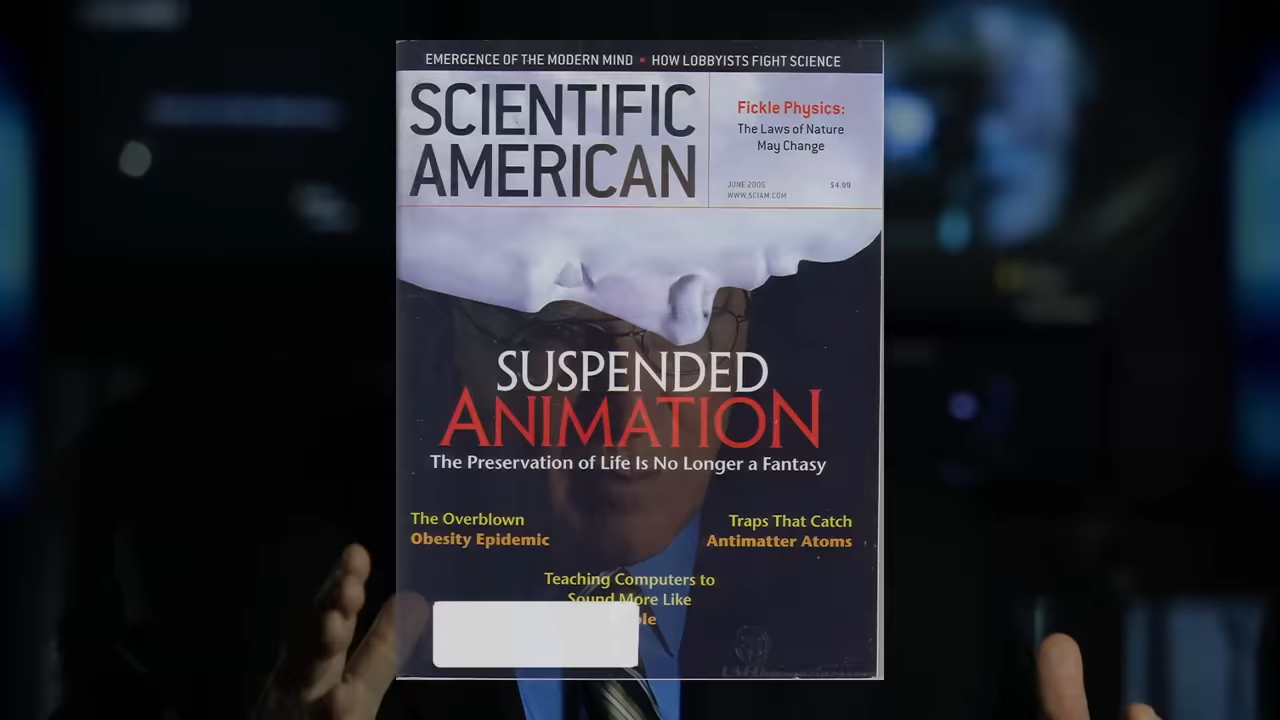 EMERGENCE OF THE MODERN MIND • HOW LOBBYISTS FIGHT SCIENCE
SCIENTIFIC
AMERICAN
Fickle Physics:
The Laws of Nature
May Change
JUNE 2005 $4.99
WWW.SCIAM.COM
SUSPENDED
ANIMATION
The Preservation of Life Is No Longer a Fantasy
The Overblown
Obesity Epidemic
Traps That Catch
Antimatter Atoms
Teaching Computers to
Sound More Like